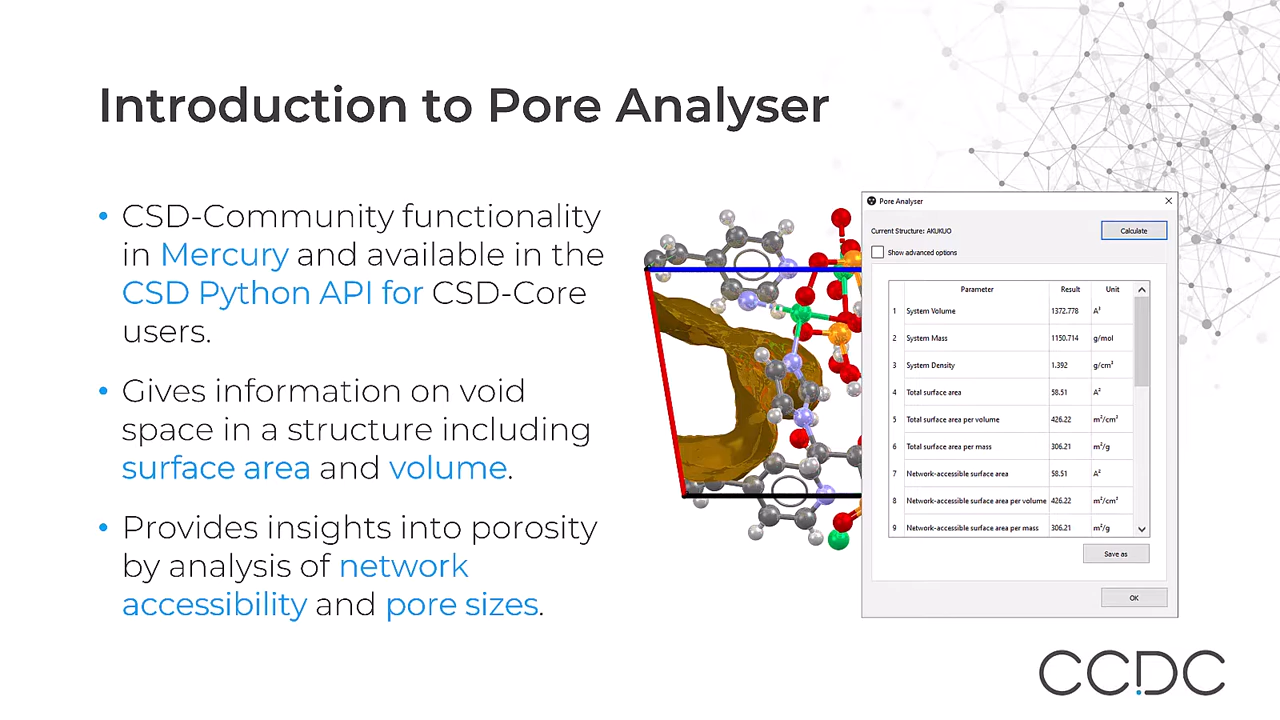 Introduction to Pore Analyser
• CSD-Community functionality
in Mercury and available in the
CSD Python API for CSD-Core
users.
• Gives information on void
space in a structure including
surface area and volume.
• Provides insights into porosity
by analysis of network
accessibility and pore sizes.
Pore Analyser
Current Structure: AKUKUO
Calculate
Show advanced options
Parameter Result Unit
1 System Volume 1372.778 A³
2 System Mass 1150.714 g/mol
3 System Density 1.392 g/cm³
4 Total surface area 58.51 A²
5 Total surface area per volume 426.22 m²/cm³
6 Total surface area per mass 306.21 m²/g
7 Network-accessible surface area 58.51 A²
8 Network-accessible surface area per volume 426.22 m²/cm³
9 Network-accessible surface area per mass 306.21 m²/g
Save as
OK
CCDC